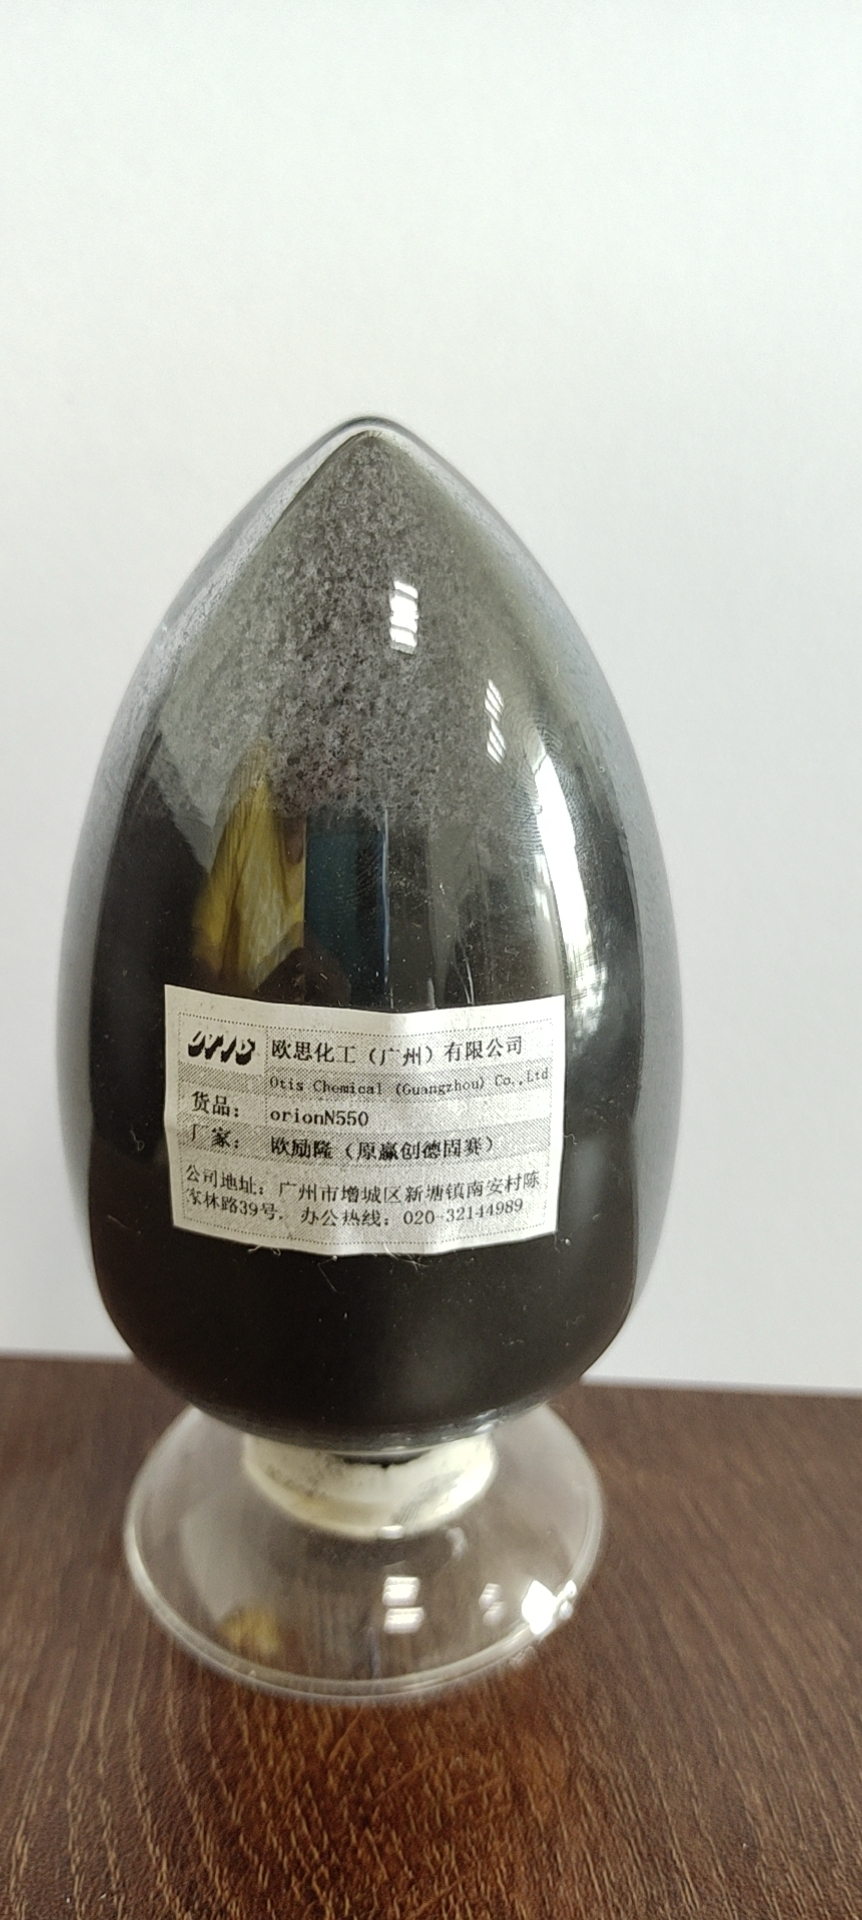 OTIS
欧思化工（广州）有限公司
Otis Chemical (Guangzhou) Co.,Ltd
货品： orionN550
厂家： 欧励隆（原赢创德固赛）
公司地址：广州市增城区新塘镇南安村陈
家林路39号. 办公热线：020-32144989